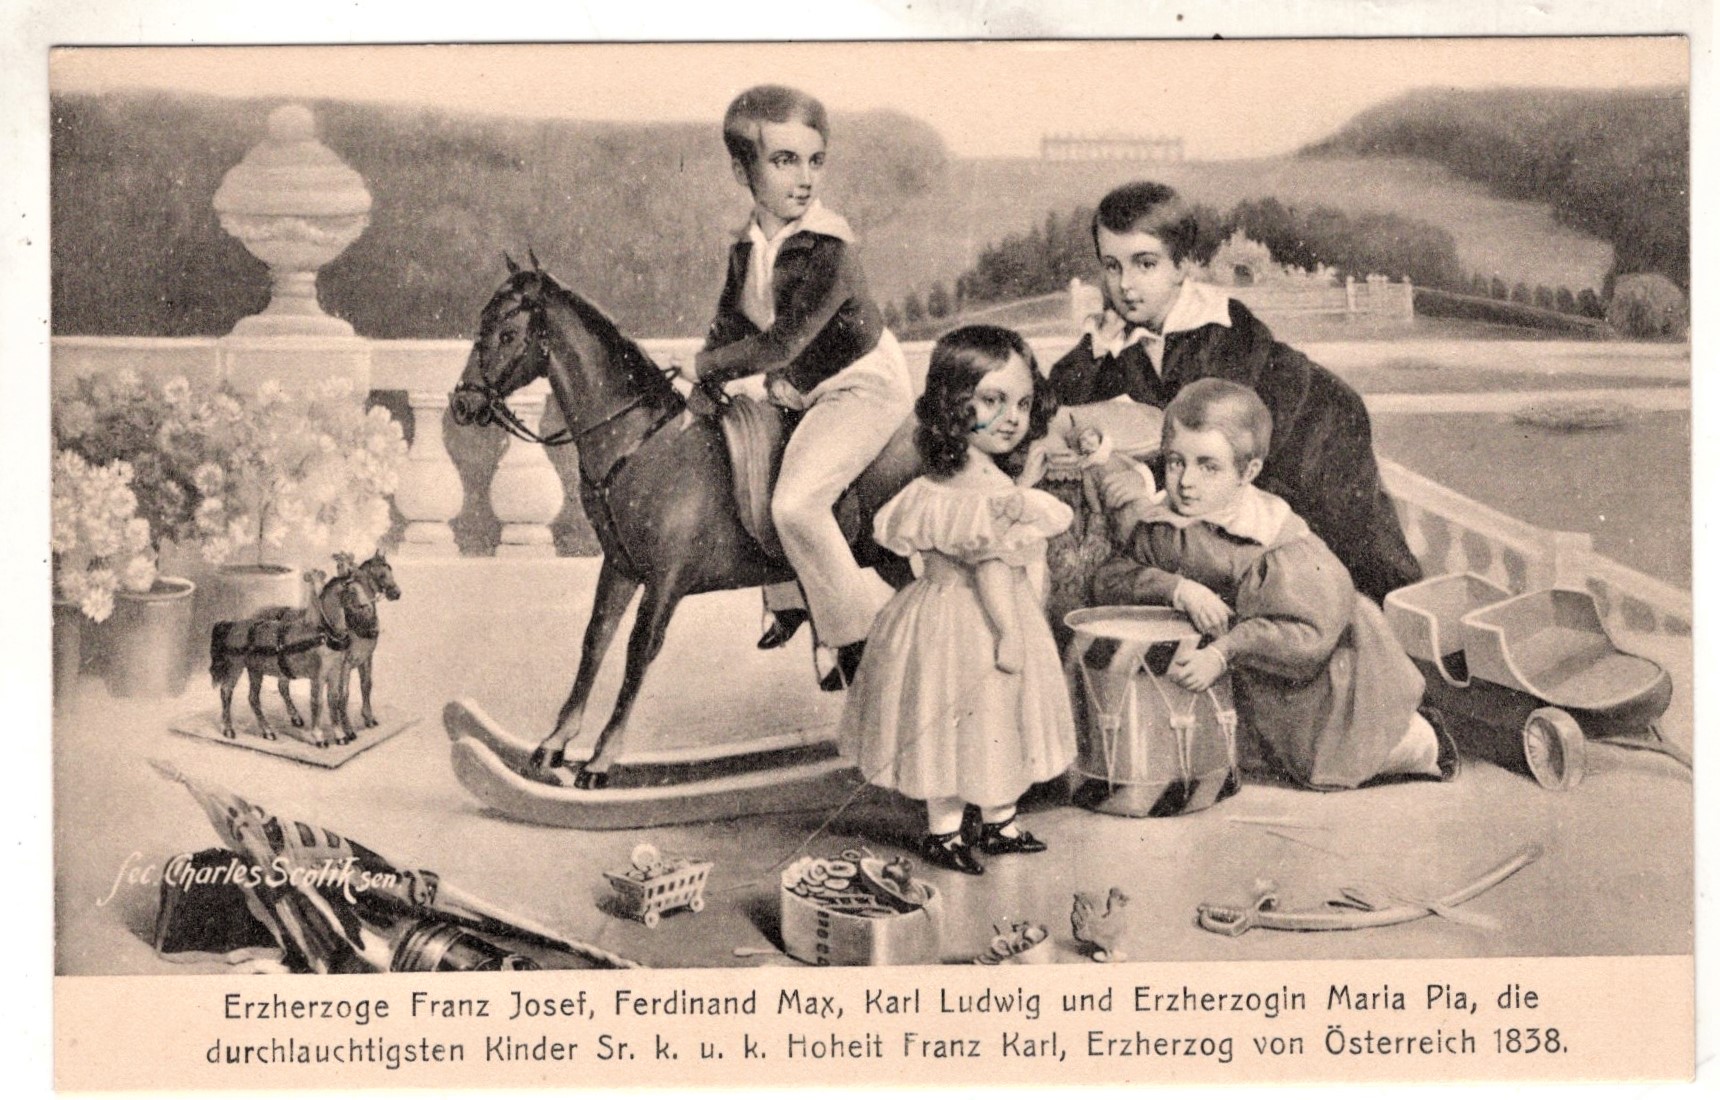 fec. Charles Scolik sen.
Erzherzoge Franz Josef, Ferdinand Max, Karl Ludwig und Erzherzogin Maria Pia, die
durchlauchtigsten Kinder Sr. k. u. k. Hoheit Franz Karl, Erzherzog von Österreich 1838.